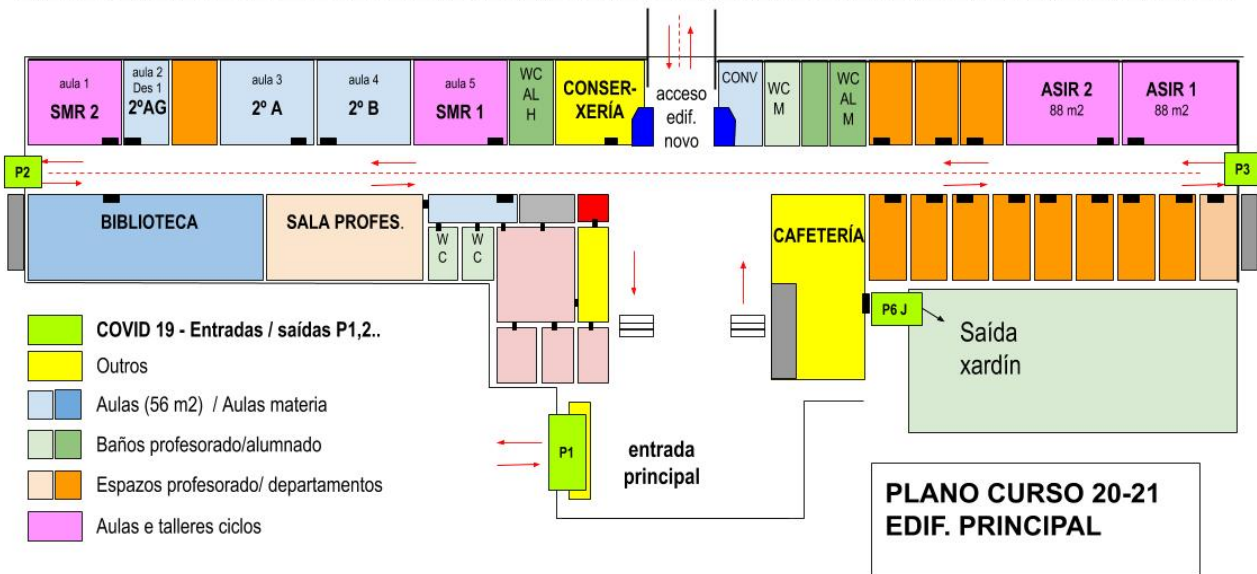 aula 1
SMR 2
aula 2
Des 1
2ºAG
aula 3
2º A
aula 4
2º B
aula 5
SMR 1
WC
AL
H
CONSER-
XERÍA
acceso
edif.
novo
CONV
WC
M
WC
AL
M
ASIR 2
88 m2
ASIR 1
88 m2
P2
P3
BIBLIOTECA
SALA PROFES.
W
C
W
C
CAFETERÍA
P6 J
Saída
xardín
COVID 19 - Entradas / saídas P1,2..
Outros
Aulas (56 m2) / Aulas materia
Baños profesorado/alumnado
Espazos profesorado/ departamentos
Aulas e talleres ciclos
P1
entrada
principal
PLANO CURSO 20-21
EDIF. PRINCIPAL